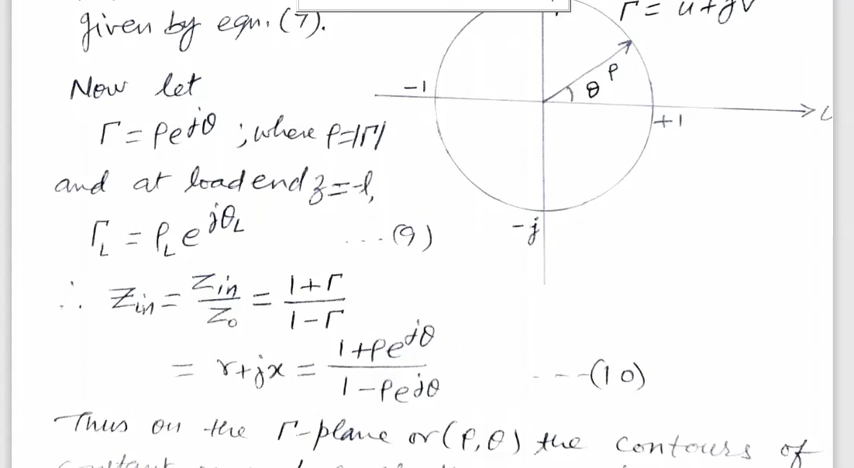 given by eqn. (7).
Γ = u+jv
Now let
Γ = ρe^jθ ; where ρ=|Γ|
and at load end z=-l,
Γ_L = ρ_L e^jθ_L ...(9)
∴ z_in = Z_in/Z_0 = 1+Γ/1-Γ
= r+jx = 1+ρe^jθ/1-ρe^jθ ---(10)
Thus on the Γ-plane or (ρ,θ) the contours of
-1
θ
ρ
+1
-j